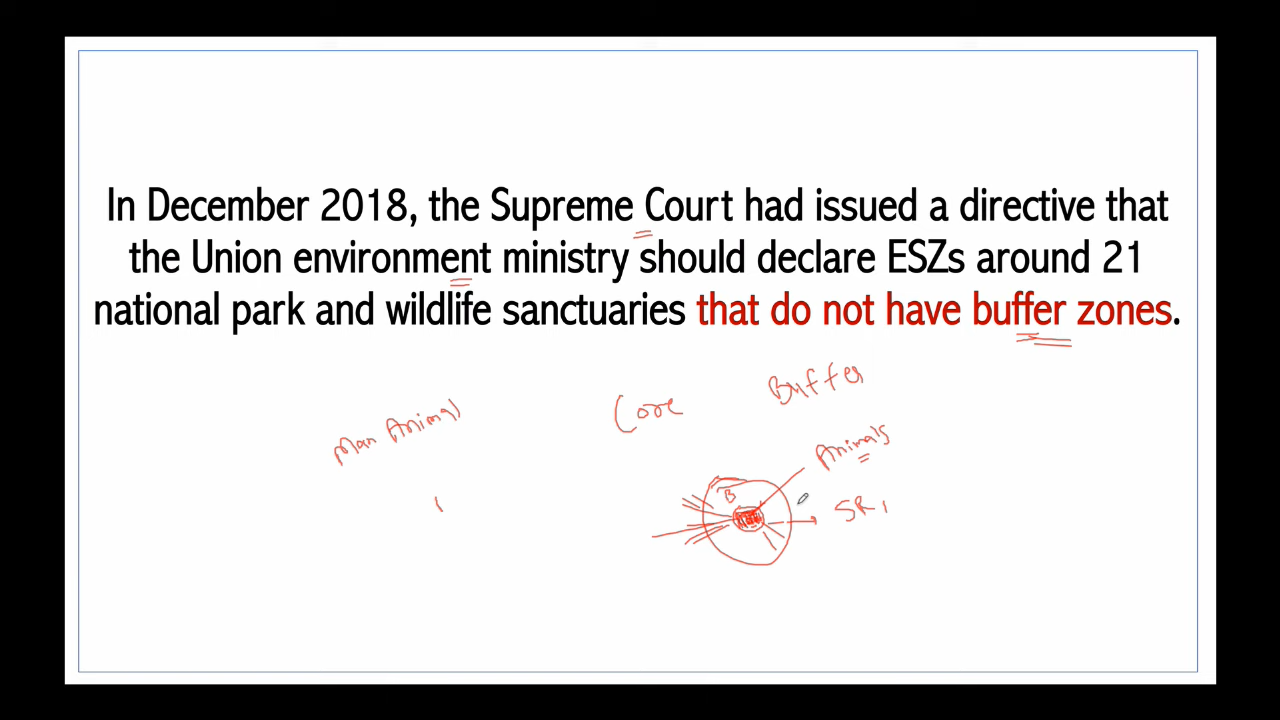 In December 2018, the Supreme Court had issued a directive that
the Union environment ministry should declare ESZs around 21
national park and wildlife sanctuaries that do not have buffer zones.
Buffer
Core
Man Animal
Animals
B
SR1